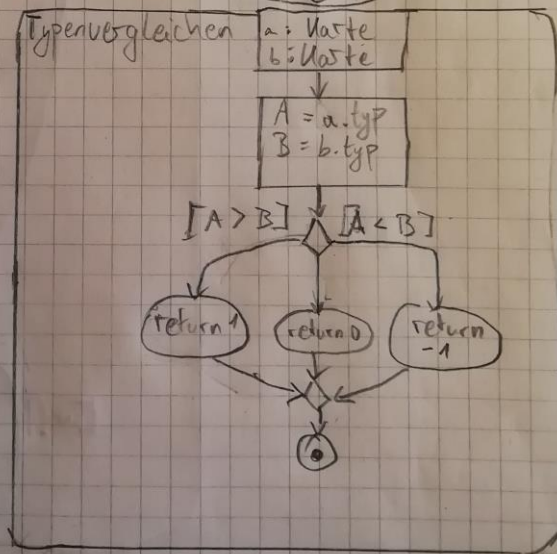 Typenvergleichen
a: Karte
b: Karte
A = a.typ
B = b.typ
[A > B]
[A < B]
return 1
return 0
return
-1